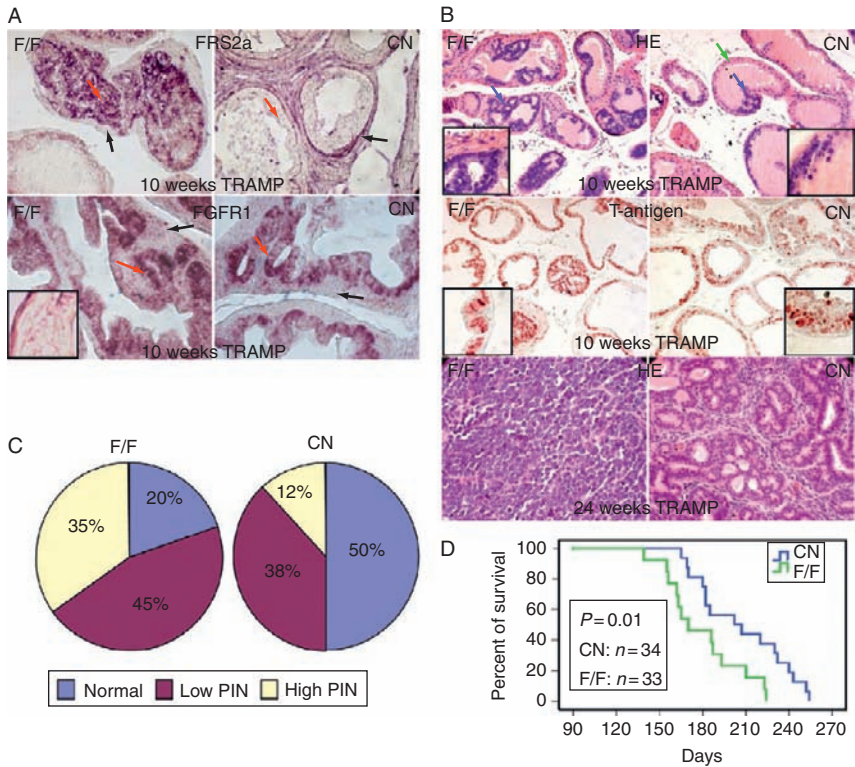 A
F/F FRS2a CN
10 weeks TRAMP
F/F FGFR1 CN
10 weeks TRAMP
B
F/F HE CN
10 weeks TRAMP
F/F T-antigen CN
10 weeks TRAMP
F/F HE CN
24 weeks TRAMP
C
F/F CN
20%
35%
45%
12%
50%
38%
Normal Low PIN High PIN
D
Percent of survival
100
80
60
40
20
0
CN
F/F
P=0.01
CN: n=34
F/F: n=33
90 120 150 180 210 240 270
Days